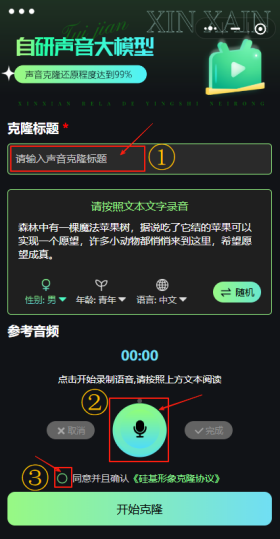 XIN XAIN
Tai jian
自研声音大模型
声音克隆还原程度达到99%
克隆标题 *
请输入声音克隆标题
①
请按照文本文字录音
森林中有一棵魔法苹果树，据说吃了它结的苹果可以
实现一个愿望，许多小动物都悄悄来到这里，希望愿
望成真。
性别: 男 年龄: 青年 语言: 中文
随机
参考音频
00:00
点击开始录制语音,请按照上方文本阅读
②
取消
完成
③
同意并且确认《硅基形象克隆协议》
开始克隆